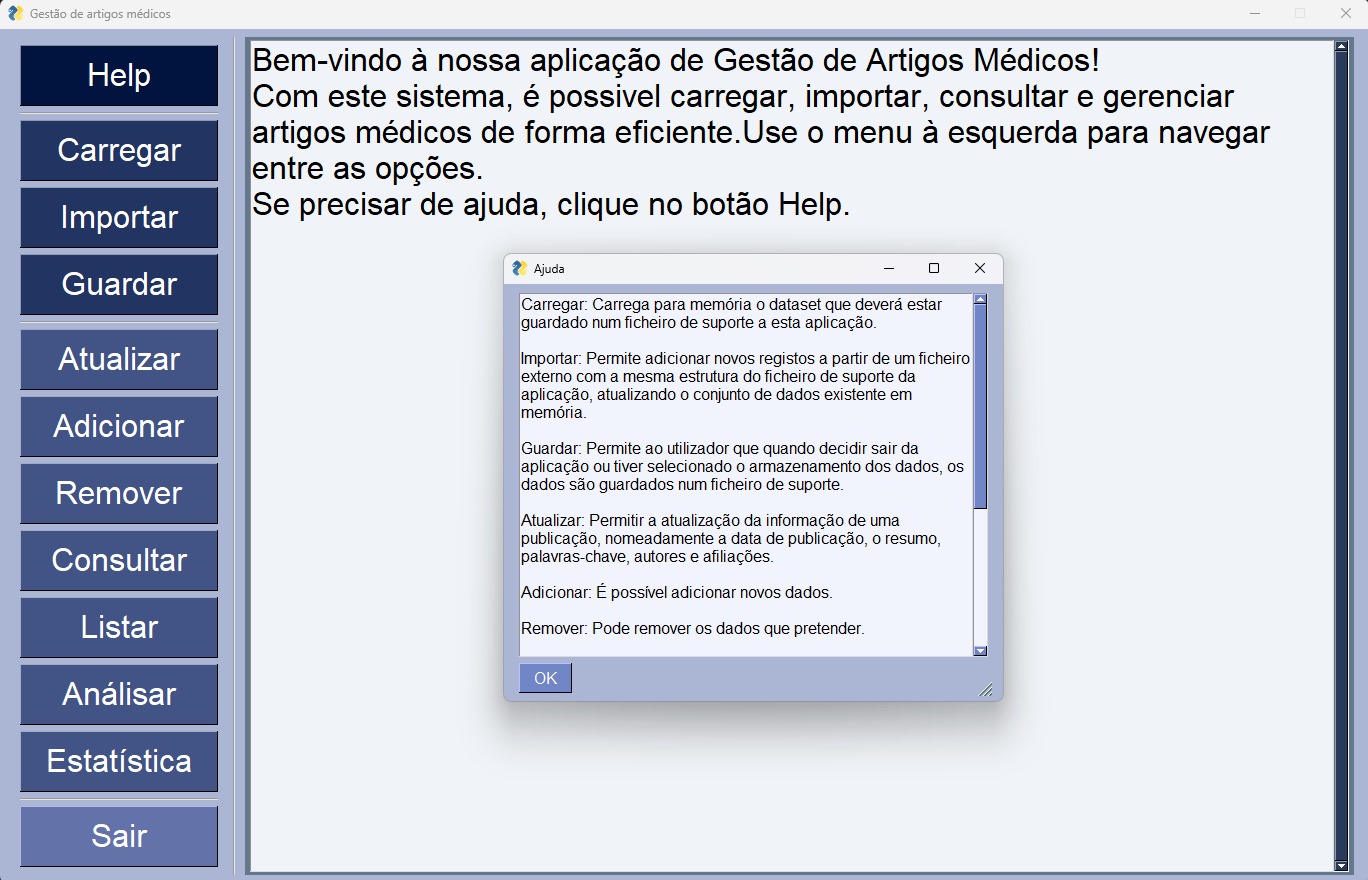 Gestão de artigos médicos
Help
Carregar
Importar
Guardar
Atualizar
Adicionar
Remover
Consultar
Listar
Análisar
Estatística
Sair
Bem-vindo à nossa aplicação de Gestão de Artigos Médicos!
Com este sistema, é possivel carregar, importar, consultar e gerenciar
artigos médicos de forma eficiente.Use o menu à esquerda para navegar
entre as opções.
Se precisar de ajuda, clique no botão Help.
Ajuda
Carregar: Carrega para memória o dataset que deverá estar
guardado num ficheiro de suporte a esta aplicação.
Importar: Permite adicionar novos registos a partir de um ficheiro
externo com a mesma estrutura do ficheiro de suporte da
aplicação, atualizando o conjunto de dados existente em
memória.
Guardar: Permite ao utilizador que quando decidir sair da
aplicação ou tiver selecionado o armazenamento dos dados, os
dados são guardados num ficheiro de suporte.
Atualizar: Permitir a atualização da informação de uma
publicação, nomeadamente a data de publicação, o resumo,
palavras-chave, autores e afiliações.
Adicionar: É possível adicionar novos dados.
Remover: Pode remover os dados que pretender.
OK